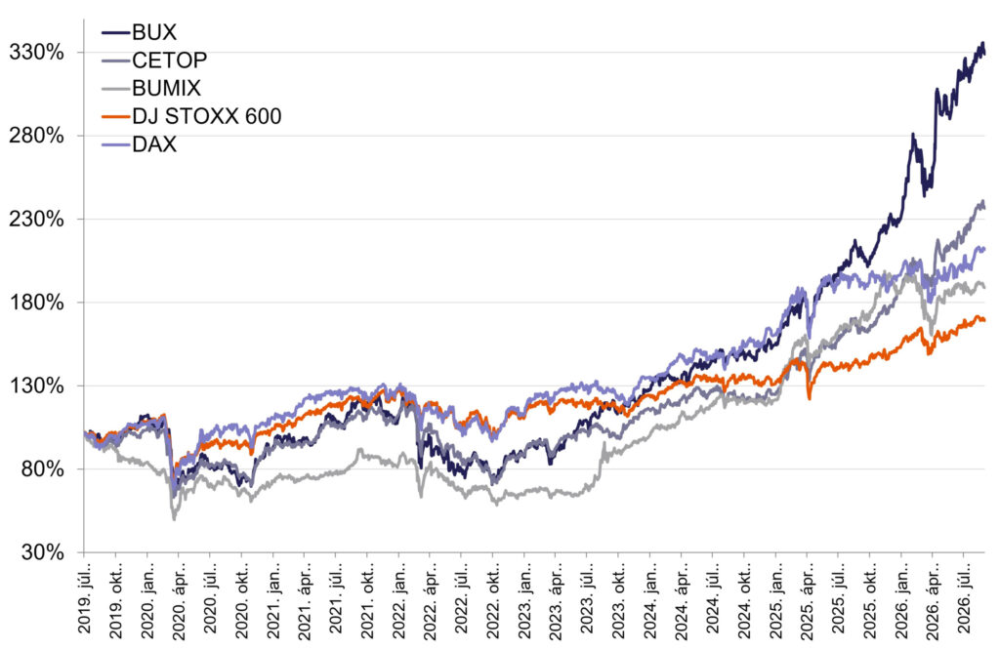 BUX
CETOP
BUMIX
DJ STOXX 600
DAX
330%
280%
230%
180%
130%
80%
30%
2019. júl..
2019. okt..
2020. jan..
2020. ápr..
2020. júl..
2020. okt..
2021. jan..
2021. ápr..
2021. júl..
2021. okt..
2022. jan..
2022. ápr..
2022. júl..
2022. okt..
2023. jan..
2023. ápr..
2023. júl..
2023. okt..
2024. jan..
2024. ápr..
2024. júl..
2024. okt..
2025. jan..
2025. ápr..
2025. júl..
2025. okt..
2026. jan..
2026. ápr..
2026. júl..